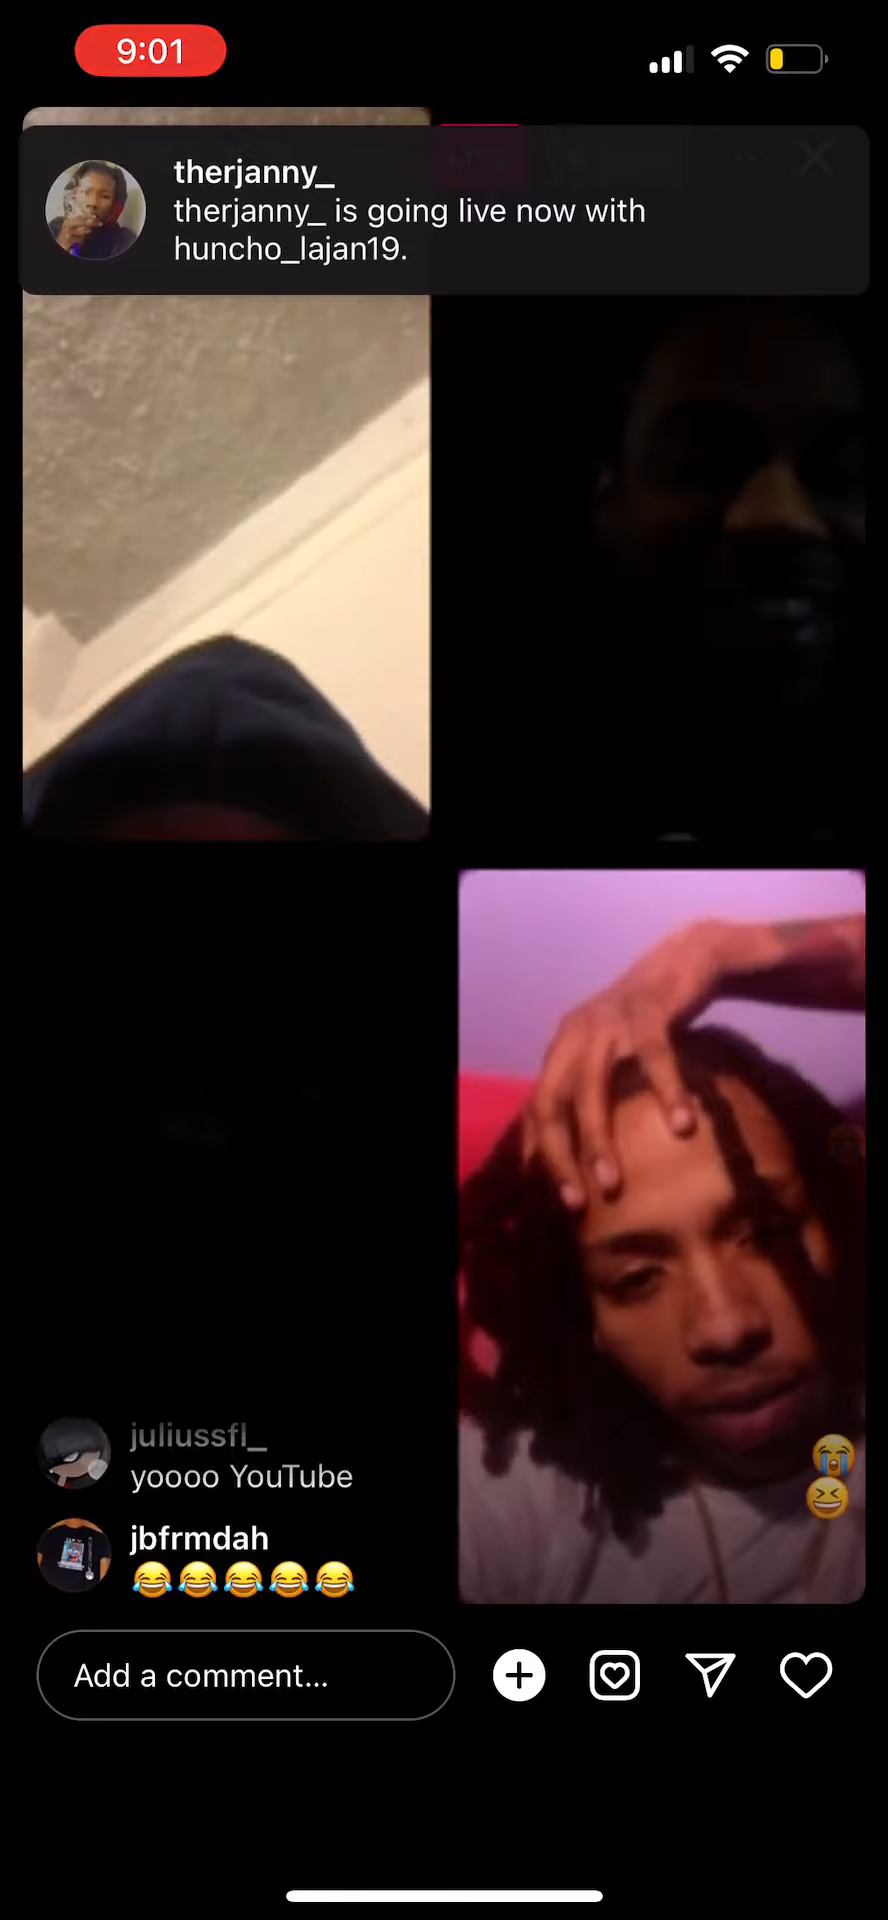 9:01
therjanny_
therjanny_ is going live now with
huncho_lajan19.
juliussfl_
yoooo YouTube
jbfrmdah
😂😂😂😂😂
Add a comment...